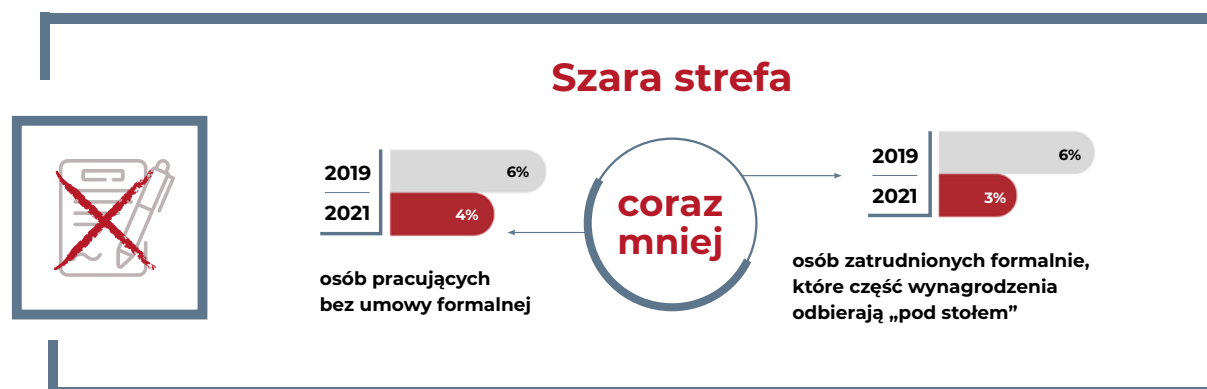 Szara strefa
2019
6%
2021
4%
osób pracujących
bez umowy formalnej
coraz
mniej
2019
6%
2021
3%
osób zatrudnionych formalnie,
które część wynagrodzenia
odbierają „pod stołem”